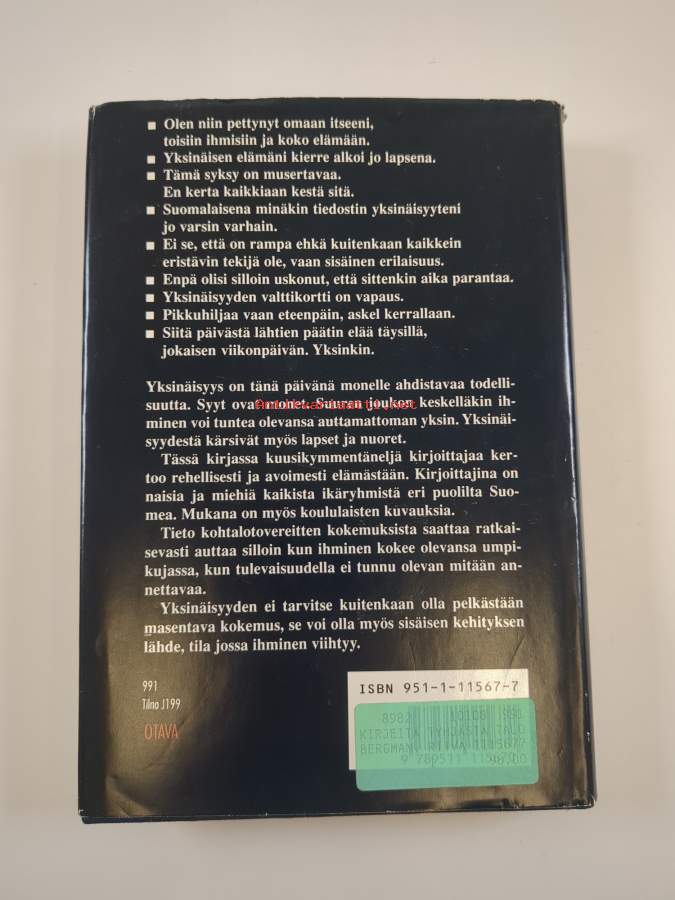 ■ Olen niin pettynyt omaan itseeni,
toisiin ihmisiin ja koko elämään.
■ Yksinäisen elämäni kierre alkoi jo lapsena.
■ Tämä syksy on musertavaa.
En kerta kaikkiaan kestä sitä.
■ Suomalaisena minäkin tiedostin yksinäisyyteni
jo varsin varhain.
■ Ei se, että on rampa ehkä kuitenkaan kaikkein
eristävin tekijä ole, vaan sisäinen erilaisuus.
■ Enpä olisi silloin uskonut, että sittenkin aika parantaa.
■ Yksinäisyyden valttikortti on vapaus.
■ Pikkuhiljaa vaan eteenpäin, askel kerrallaan.
■ Siitä päivästä lähtien päätin elää täysillä,
jokaisen viikonpäivän. Yksinkin.
Yksinäisyys on tänä päivänä monelle ahdistavaa todelli-
suutta. Syyt ovat monet. Suuren joukon keskelläkin ih-
minen voi tuntea olevansa auttamattoman yksin. Yksinäi-
syydestä kärsivät myös lapset ja nuoret.
Tässä kirjassa kuusikymmentäneljä kirjoittajaa ker-
too rehellisesti ja avoimesti elämästään. Kirjoittajina on
naisia ja miehiä kaikista ikäryhmistä eri puolilta Suo-
mea. Mukana on myös koululaisten kuvauksia.
Tieto kohtalotovereitten kokemuksista saattaa ratkai-
sevasti auttaa silloin kun ihminen kokee olevansa umpi-
kujassa, kun tulevaisuudella ei tunnu olevan mitään an-
nettavaa.
Yksinäisyyden ei tarvitse kuitenkaan olla pelkästään
masentava kokemus, se voi olla myös sisäisen kehityksen
lähde, tila jossa ihminen viihtyy.
991
Tilno J199
OTAVA
ISBN 951-1-11567-7
8982
KIRJEITÄ TYHJÄSTÄ TALO
BERGMAN, RITVA